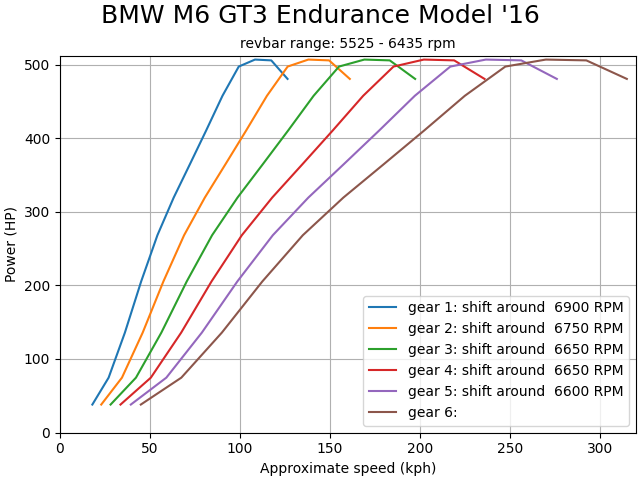 BMW M6 GT3 Endurance Model '16
revbar range: 5525 - 6435 rpm
500
400
300
200
100
0
Power (HP)
gear 1: shift around  6900 RPM
gear 2: shift around  6750 RPM
gear 3: shift around  6650 RPM
gear 4: shift around  6650 RPM
gear 5: shift around  6600 RPM
gear 6:
0 50 100 150 200 250 300
Approximate speed (kph)